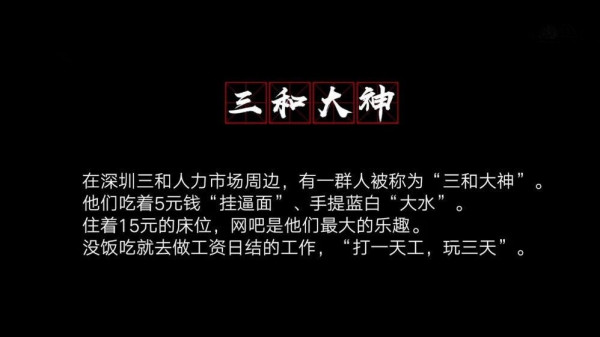 三和大神
在深圳三和人力市场周边，有一群人被称为“三和大神”。
他们吃着5元钱“挂逼面”、手提蓝白“大水”。
住着15元的床位，网吧是他们最大的乐趣。
没饭吃就去做工资日结的工作，“打一天工，玩三天”。